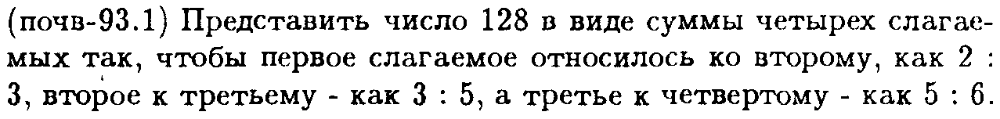 (почв-93.1) Представить число 128 в виде суммы четырех слагае-
мых так, чтобы первое слагаемое относилось ко второму, как 2 :
3, второе к третьему - как 3 : 5, а третье к четвертому - как 5 : 6.